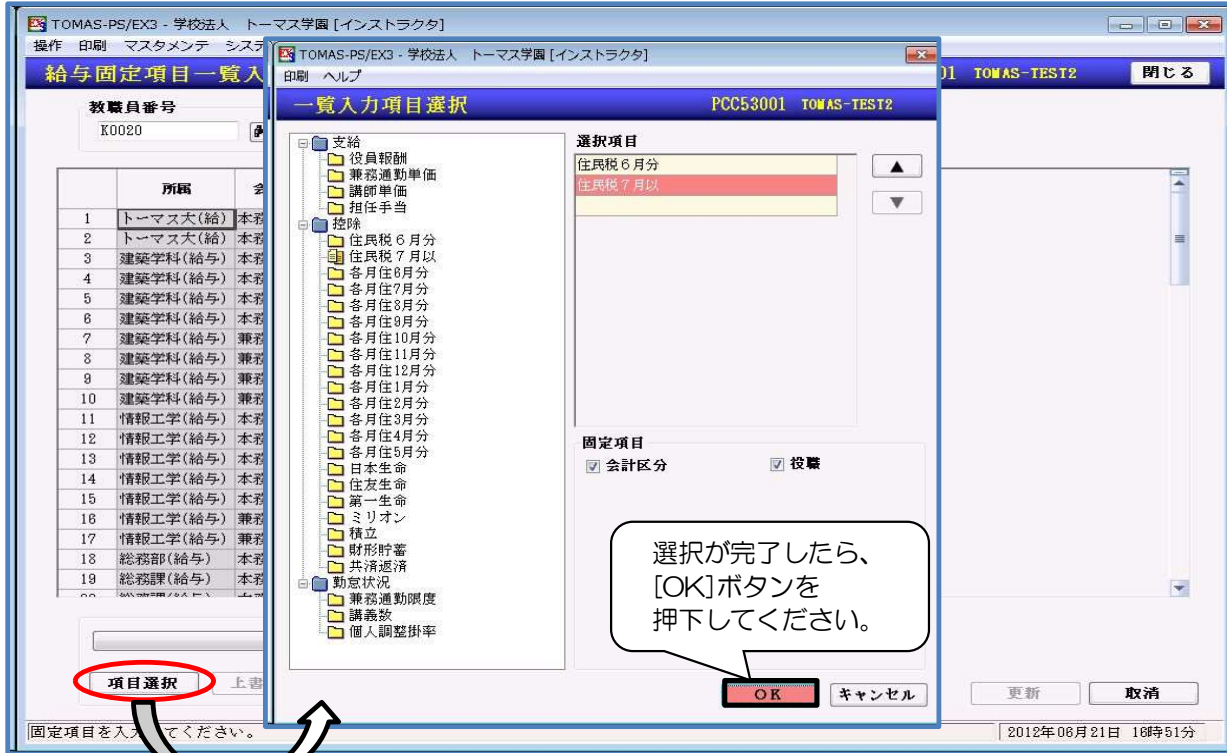 TOMAS-PS/EX3 - 学校法人　トーマス学園 [インストラクタ]
操作　印刷　マスタメンテ　システ
給与固定項目一覧入
01　TOMAS-TEST2　閉じる
教職員番号
K0020
所属　会
1　トーマス大(給)　本務
2　トーマス大(給)　本務
3　建築学科(給与)　本務
4　建築学科(給与)　本務
5　建築学科(給与)　本務
6　建築学科(給与)　本務
7　建築学科(給与)　兼務
8　建築学科(給与)　兼務
9　建築学科(給与)　兼務
10　建築学科(給与)　兼務
11　情報工学(給与)　本務
12　情報工学(給与)　本務
13　情報工学(給与)　本務
14　情報工学(給与)　本務
15　情報工学(給与)　本務
16　情報工学(給与)　兼務
17　情報工学(給与)　兼務
18　総務部(給与)　本務
19　総務課(給与)　本務
項目選択　上書
更新　取消
固定項目を入　てください。
2012年06月21日　16時51分
TOMAS-PS/EX3 - 学校法人　トーマス学園 [インストラクタ]
印刷　ヘルプ
一覧入力項目選択　PCC53001　TOMAS-TEST2
支給
役員報酬
兼務通勤単価
講師単価
担任手当
控除
住民税６月分
住民税７月以
各月住6月分
各月住7月分
各月住8月分
各月住9月分
各月住10月分
各月住11月分
各月住12月分
各月住1月分
各月住2月分
各月住3月分
各月住4月分
各月住5月分
日本生命
住友生命
第一生命
ミリオン
積立
財形貯蓄
共済返済
勤怠状況
兼務通勤限度
講義数
個人調整掛率
選択項目
住民税６月分
住民税７月以
▲
▼
固定項目
会計区分　役職
選択が完了したら、
[OK]ボタンを
押下してください。
OK　キャンセル